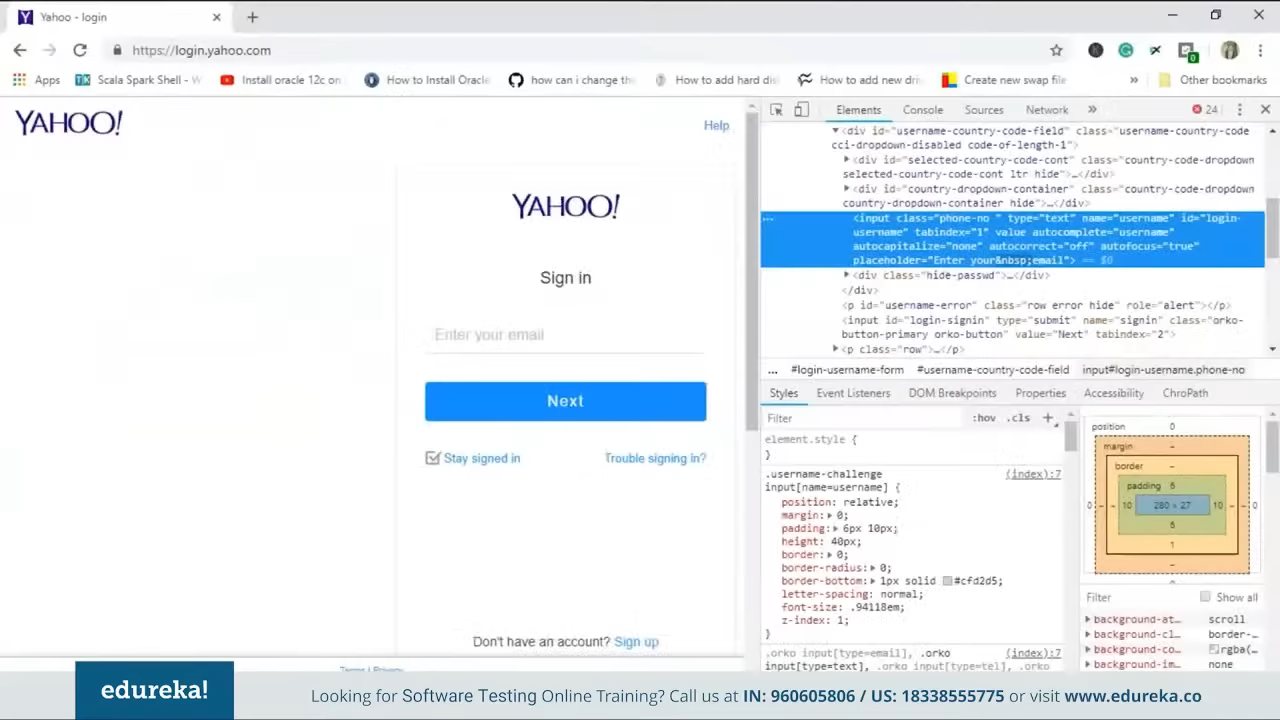 Yahoo - login
https://login.yahoo.com
Apps Scala Spark Shell - W Install oracle 12c on How to Install Oracle how can i change the How to add hard dis How to add new driv Create new swap file » Other bookmarks
YAHOO!
Help
YAHOO!
Sign in
Enter your email
Next
Stay signed in Trouble signing in?
Don't have an account? Sign up
Terms | Privacy
Elements Console Sources Network » 24
<div id="username-country-code-field" class="username-country-code
cci-dropdown-disabled code-of-length-1">
<div id="selected-country-code-cont" class="country-code-dropdown
selected-country-code-cont ltr hide">…</div>
<div id="country-dropdown-container" class="country-code-dropdown
country-dropdown-container hide">…</div>
<input class="phone-no " type="text" name="username" id="login-
username" tabindex="1" value autocomplete="username"
autocapitalize="none" autocorrect="off" autofocus="true"
placeholder="Enter your&nbsp;email"> == $0
<div class="hide-passwd">…</div>
</div>
<p id="username-error" class="row error hide" role="alert"></p>
<input id="login-signin" type="submit" name="signin" class="orko-
button-primary orko-button" value="Next" tabindex="2">
<p class="row">…</p>
... #login-username-form #username-country-code-field input#login-username.phone-no
Styles Event Listeners DOM Breakpoints Properties Accessibility ChroPath
Filter :hov .cls +
element.style {
}
.username-challenge (index):7
input[name=username] {
position: relative;
margin: 0;
padding: 6px 10px;
height: 40px;
border: 0;
border-radius: 0;
border-bottom: 1px solid #cfd2d5;
letter-spacing: normal;
font-size: .94118em;
z-index: 1;
}
.orko input[type=email], .orko (index):7
input[type=text], .orko input[type=tel], .orko
position 0
margin –
border –
padding 6
0 – – 10 280 × 27 10 – – 0
6
1
–
Filter Show all
background-at… scroll
background-cl… border-…
background-co… rgba(…
background-im… none
edureka!
Looking for Software Testing Online Training? Call us at IN: 960605806 / US: 18338555775 or visit www.edureka.co